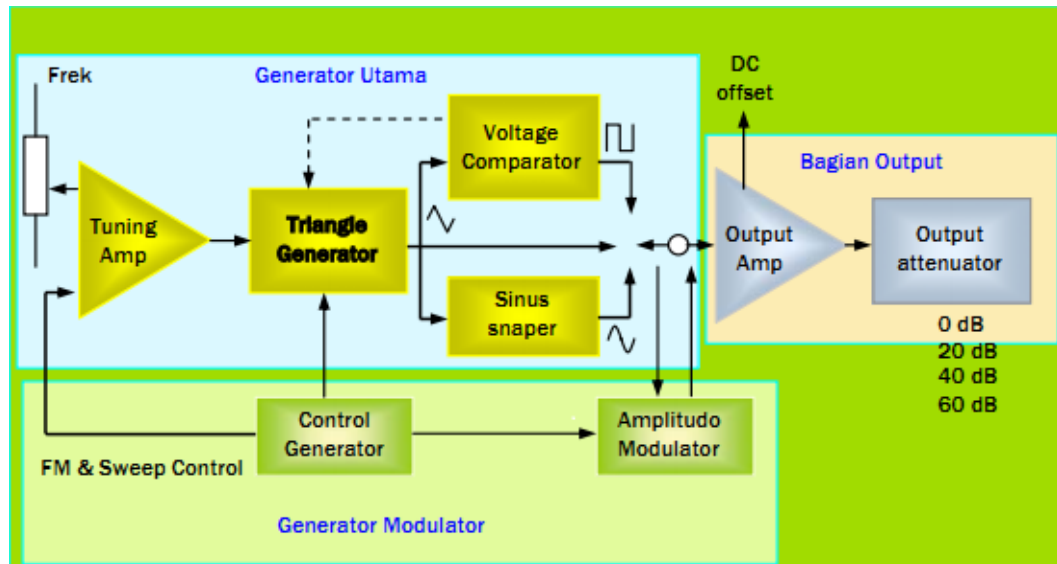 Frek
Generator Utama
DC
offset
Voltage
Comparator
Bagian Output
Tuning
Amp
Triangle
Generator
Output
Amp
Output
attenuator
Sinus
snaper
0 dB
20 dB
40 dB
60 dB
Control
Generator
Amplitudo
Modulator
FM & Sweep Control
Generator Modulator